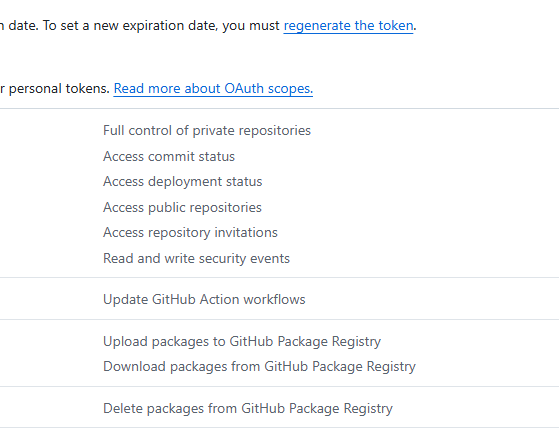 date. To set a new expiration date, you must regenerate the token.
personal tokens. Read more about OAuth scopes.
Full control of private repositories
Access commit status
Access deployment status
Access public repositories
Access repository invitations
Read and write security events
Update GitHub Action workflows
Upload packages to GitHub Package Registry
Download packages from GitHub Package Registry
Delete packages from GitHub Package Registry